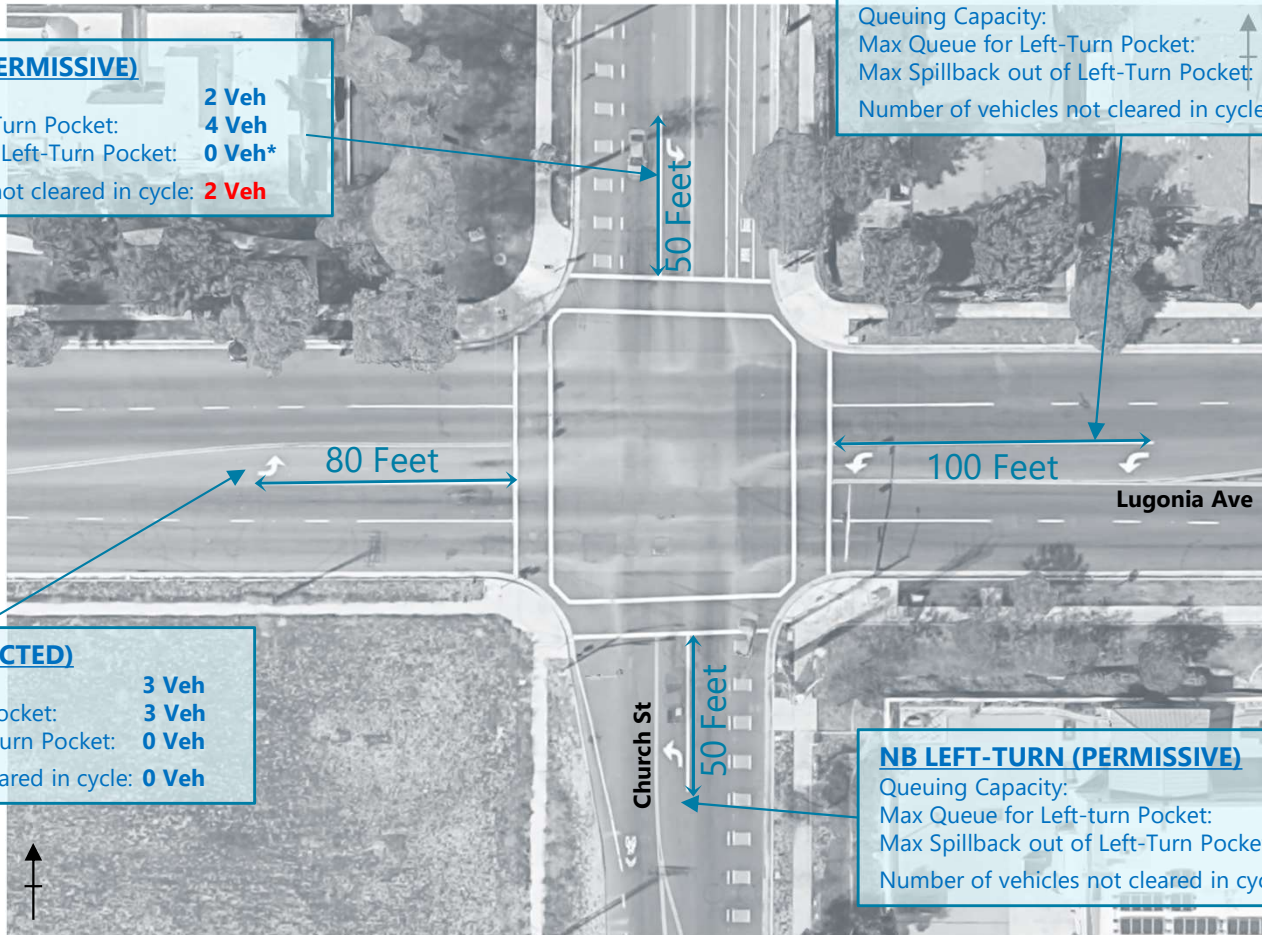 Queuing Capacity:
Max Queue for Left-Turn Pocket:
Max Spillback out of Left-Turn Pocket:
Number of vehicles not cleared in cycle
ERMISSIVE)
2 Veh
Turn Pocket: 4 Veh
Left-Turn Pocket: 0 Veh*
not cleared in cycle: 2 Veh
50 Feet
80 Feet
100 Feet
Lugonia Ave
CTED)
3 Veh
ocket: 3 Veh
urn Pocket: 0 Veh
ared in cycle: 0 Veh
Church St
50 Feet
NB LEFT-TURN (PERMISSIVE)
Queuing Capacity:
Max Queue for Left-turn Pocket:
Max Spillback out of Left-Turn Pocke
Number of vehicles not cleared in cyc